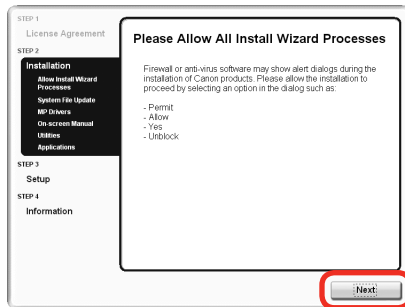 STEP 1
License Agreement
STEP 2
Installation
Allow Install Wizard
Processes
System File Update
MP Drivers
On-screen Manual
Utilities
Applications
STEP 3
Setup
STEP 4
Information
Please Allow All Install Wizard Processes
Firewall or anti-virus software may show alert dialogs during the
installation of Canon products. Please allow the installation to
proceed by selecting an option in the dialog such as:
- Permit
- Allow
- Yes
- Unblock
Next